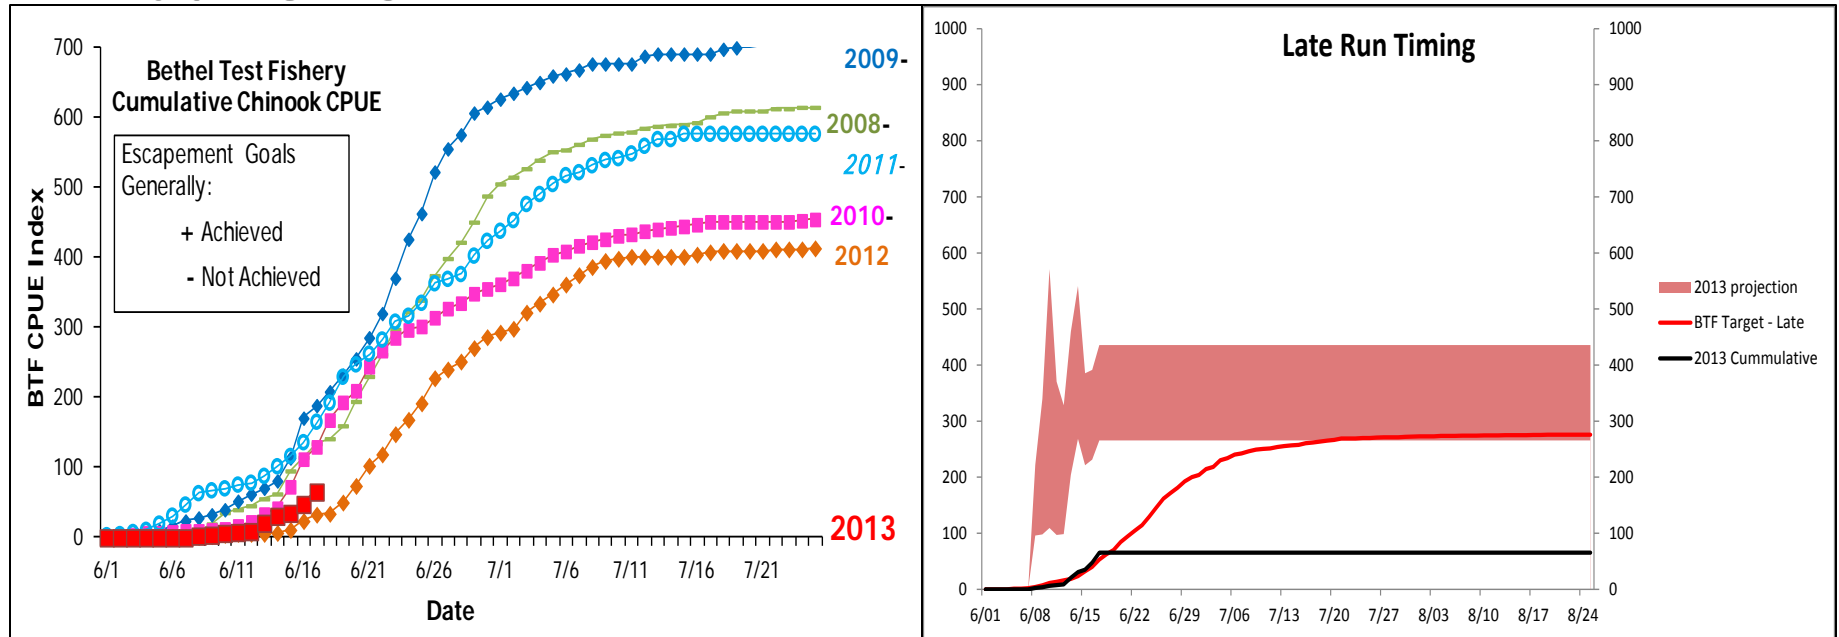 Bethel Test Fishery
Cumulative Chinook CPUE
Escapement Goals
Generally:
+ Achieved
- Not Achieved
BTF CPUE Index
700
600
500
400
300
200
100
0
6/1 6/6 6/11 6/16 6/21 6/26 7/1 7/6 7/11 7/16 7/21
Date
2009-
2008-
2011-
2010-
2012
2013
Late Run Timing
1000
900
800
700
600
500
400
300
200
100
0
6/01 6/08 6/15 6/22 6/29 7/06 7/13 7/20 7/27 8/03 8/10 8/17 8/24
1000
900
800
700
600
500
400
300
200
100
0
2013 projection
BTF Target - Late
2013 Cummulative